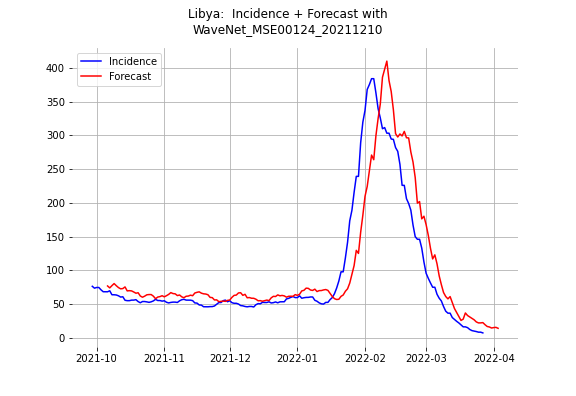 Libya:  Incidence + Forecast with
WaveNet_MSE00124_20211210
Incidence
Forecast
400
350
300
250
200
150
100
50
0
2021-10 2021-11 2021-12 2022-01 2022-02 2022-03 2022-04